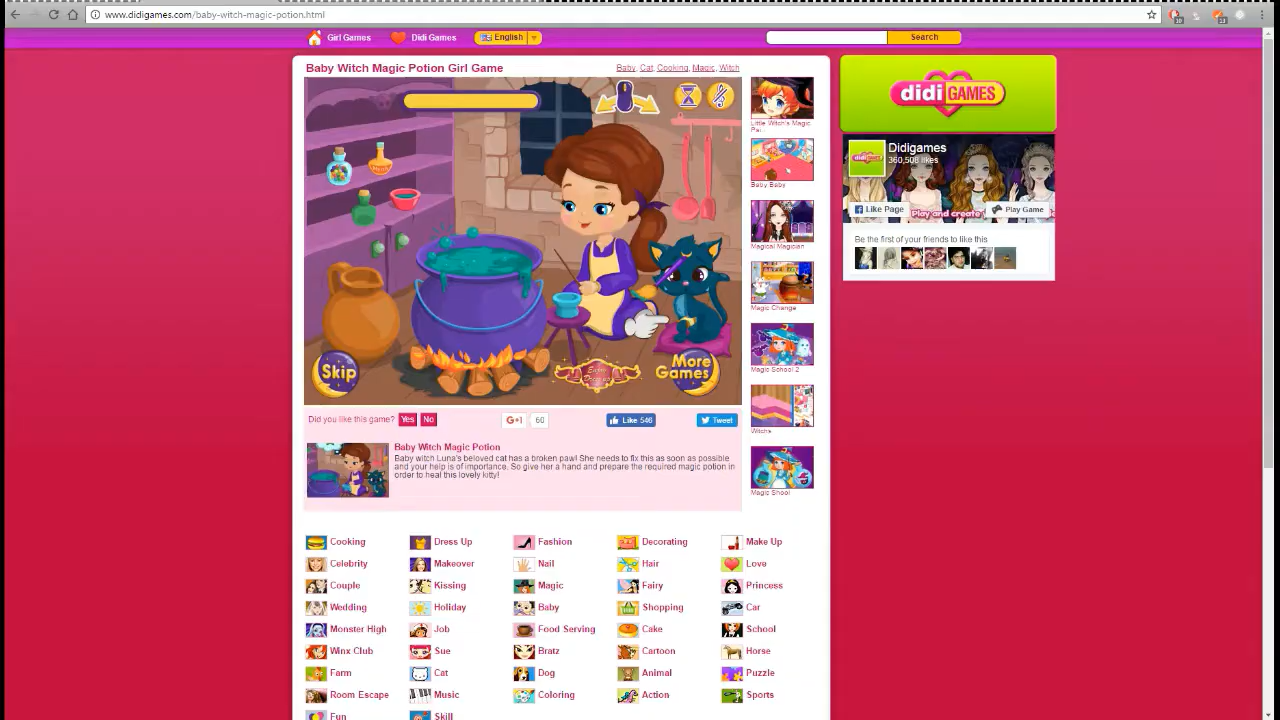 www.didigames.com/baby-witch-magic-potion.html
Girl Games
Didi Games
English
Search
Baby Witch Magic Potion Girl Game
Baby, Cat, Cooking, Magic, Witch
Skip
More Games
Little Witch's Magic
Baby Baby
Magical Magician
Magic Change
Magic School 2
Witch's
Magic Shool
didi GAMES
Didigames
360,508 likes
Like Page
Play and create
Play Game
Be the first of your friends to like this
Did you like this game? Yes No
G+1 60
Like 546
Tweet
Baby Witch Magic Potion
Baby witch Luna's beloved cat has a broken paw! She needs to fix this as soon as possible
and your help is of importance. So give her a hand and prepare the required magic potion in
order to heal this lovely kitty!
Cooking Dress Up Fashion Decorating Make Up
Celebrity Makeover Nail Hair Love
Couple Kissing Magic Fairy Princess
Wedding Holiday Baby Shopping Car
Monster High Job Food Serving Cake School
Winx Club Sue Bratz Cartoon Horse
Farm Cat Dog Animal Puzzle
Room Escape Music Coloring Action Sports
Fun Skill